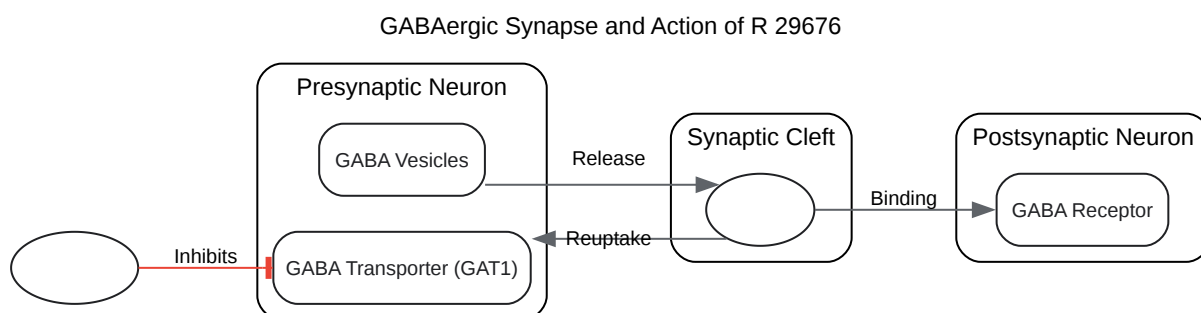 GABAergic Synapse and Action of R 29676
Presynaptic Neuron
GABA Vesicles
Release
Synaptic Cleft
Postsynaptic Neuron
Binding
GABA Receptor
Reuptake
Inhibits
GABA Transporter (GAT1)